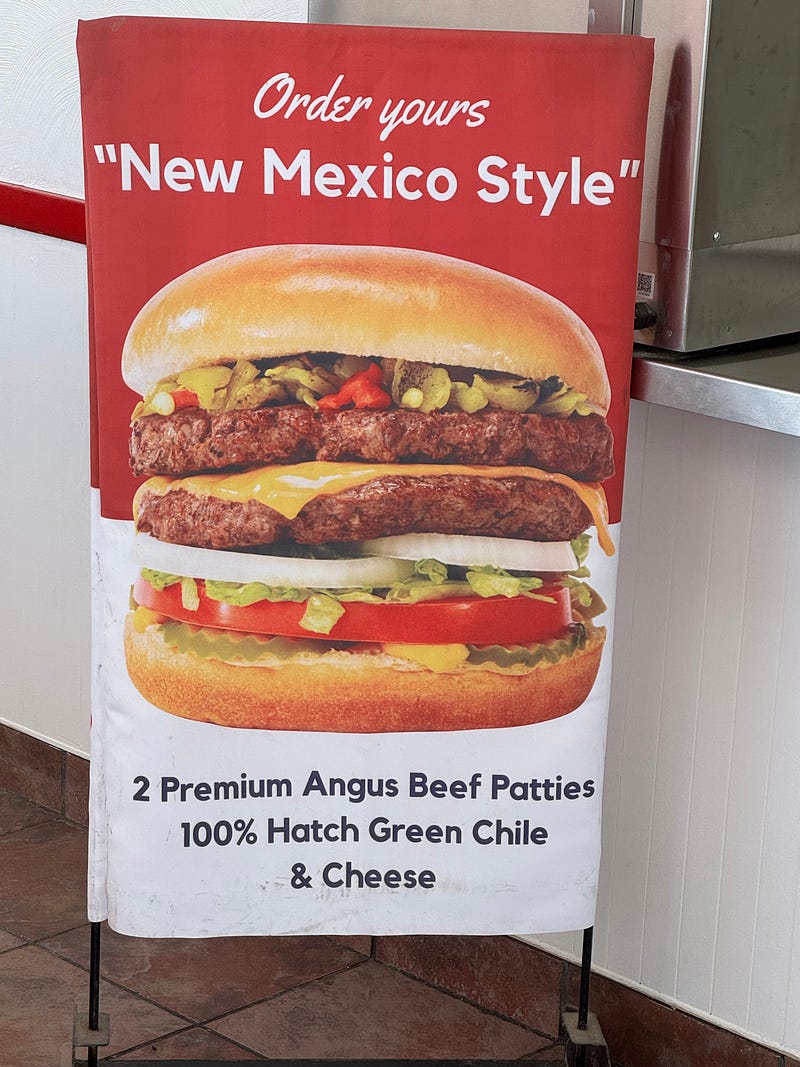 Order yours
"New Mexico Style"
2 Premium Angus Beef Patties
100% Hatch Green Chile
& Cheese